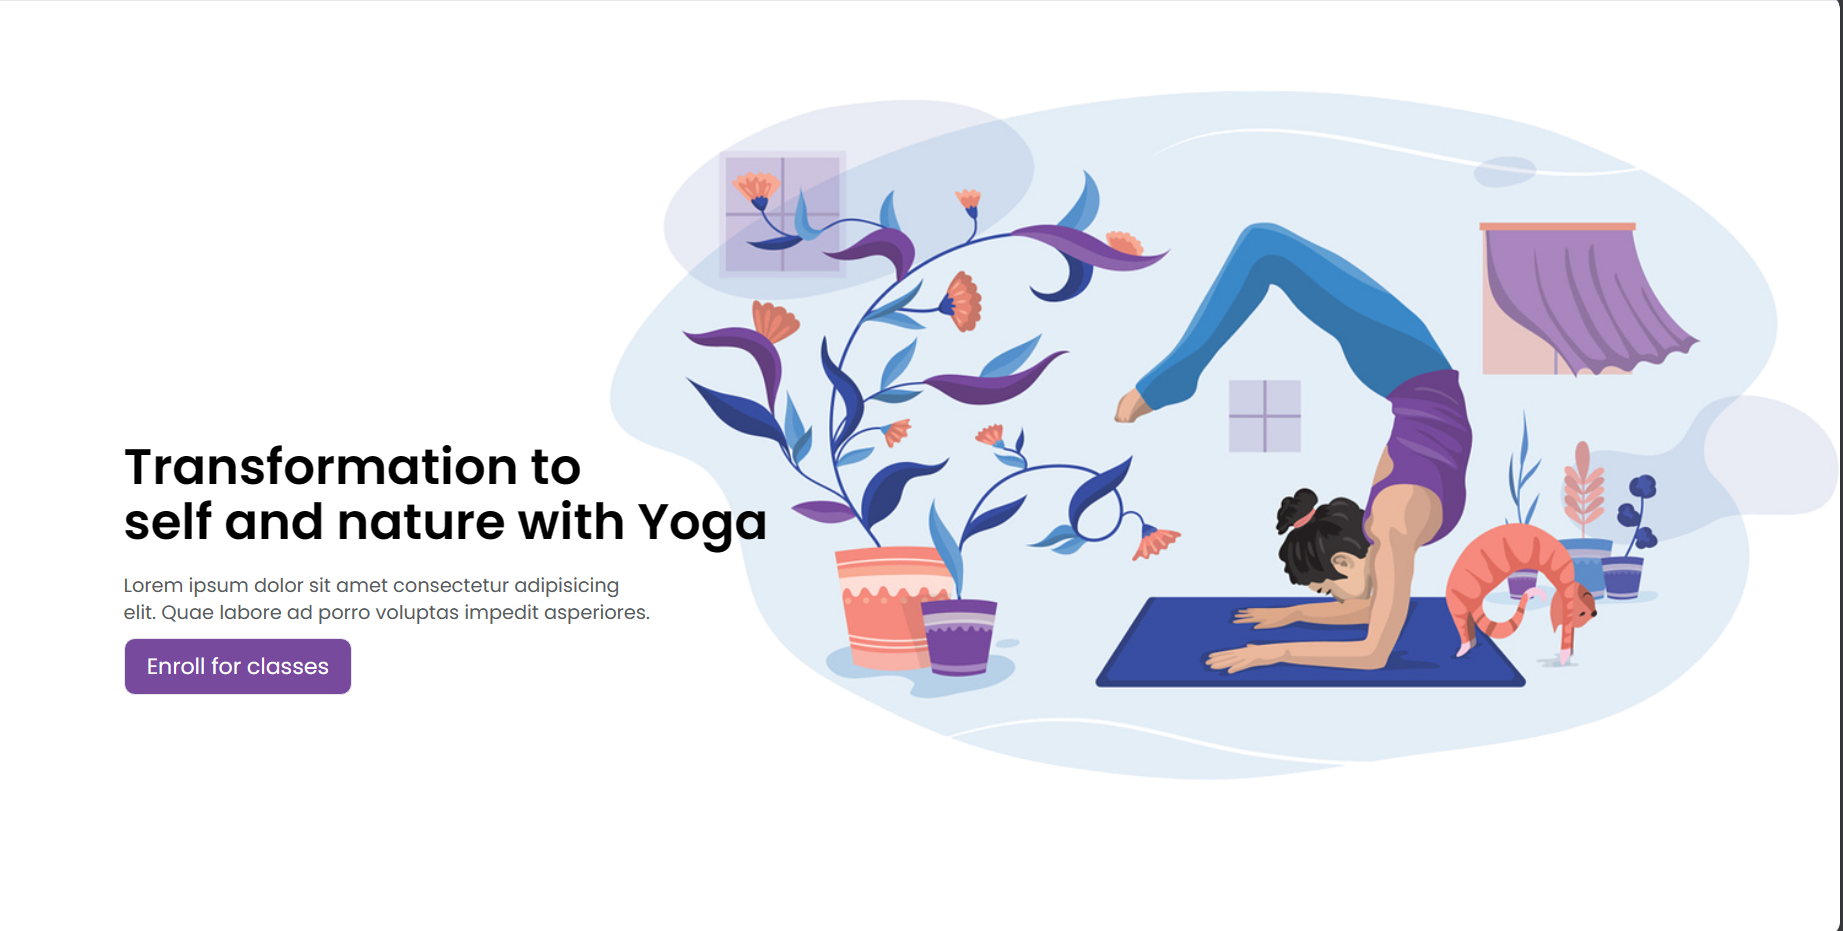 Transformation to
self and nature with Yoga
Lorem ipsum dolor sit amet consectetur adipisicing
elit. Quae labore ad porro voluptas impedit asperiores.
Enroll for classes